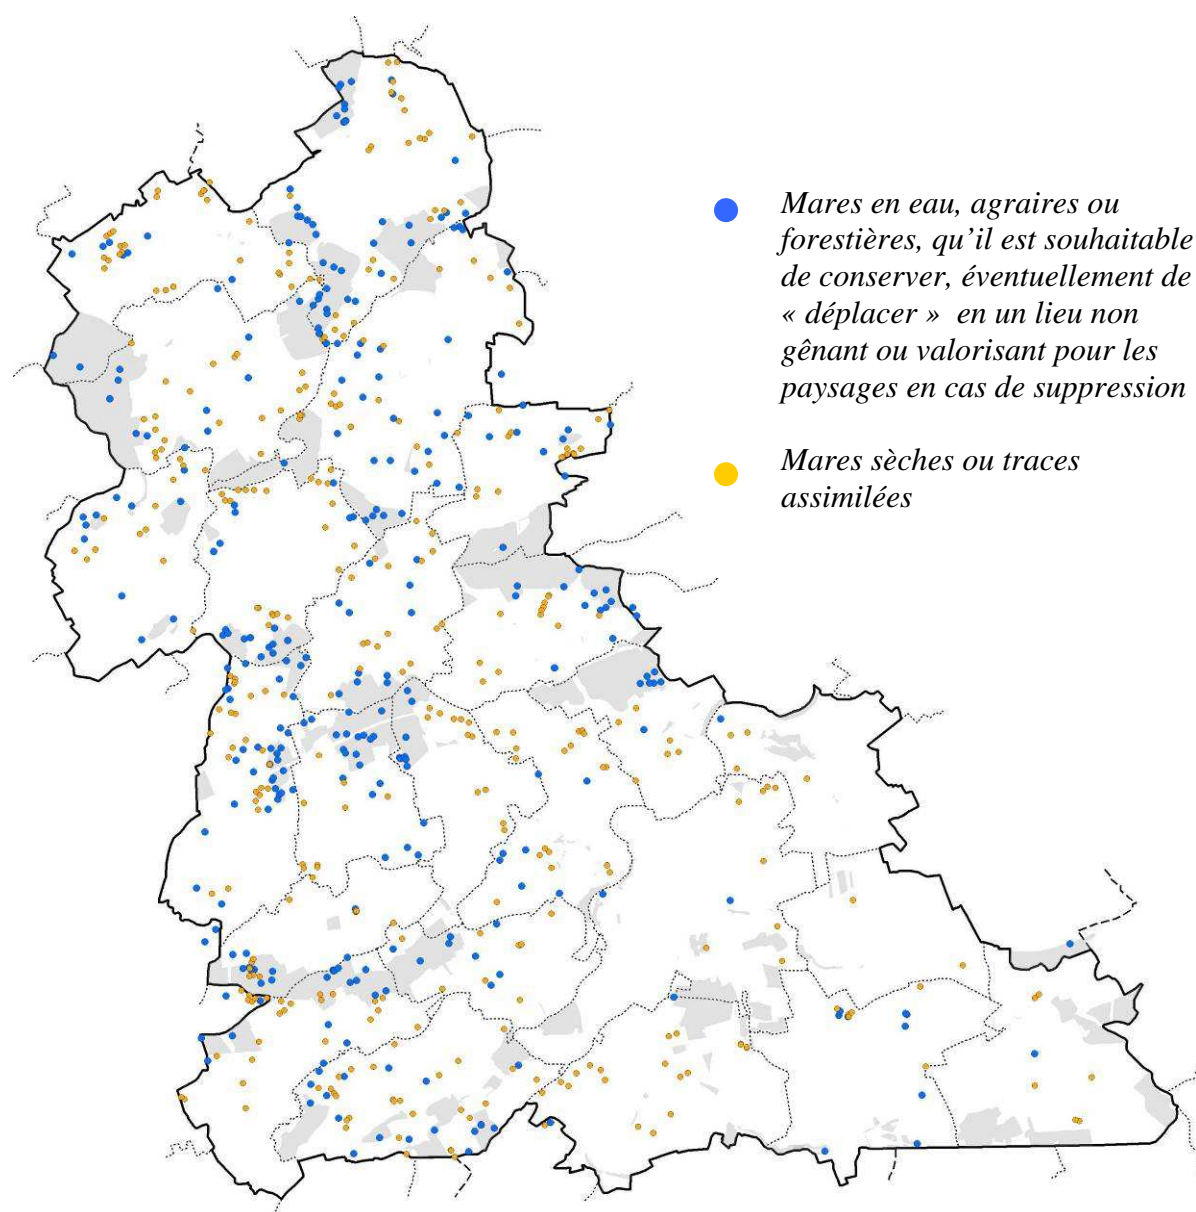 Mares en eau, agraires ou
forestières, qu’il est souhaitable
de conserver, éventuellement de
« déplacer » en un lieu non
gênant ou valorisant pour les
paysages en cas de suppression
Mares sèches ou traces
assimilées